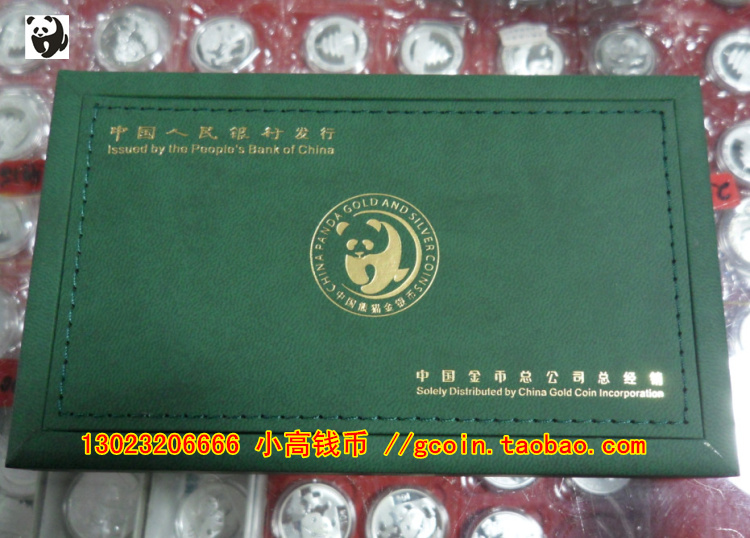 中国人民银行发行
Issued by the People's Bank of China
CHINA PANDA GOLD AND SILVER COINS
中国熊猫金银币
中国金币总公司总经销
Solely Distributed by China Gold Coin Incorporation
13023206666 小高钱币 //gcoin.taobao.com